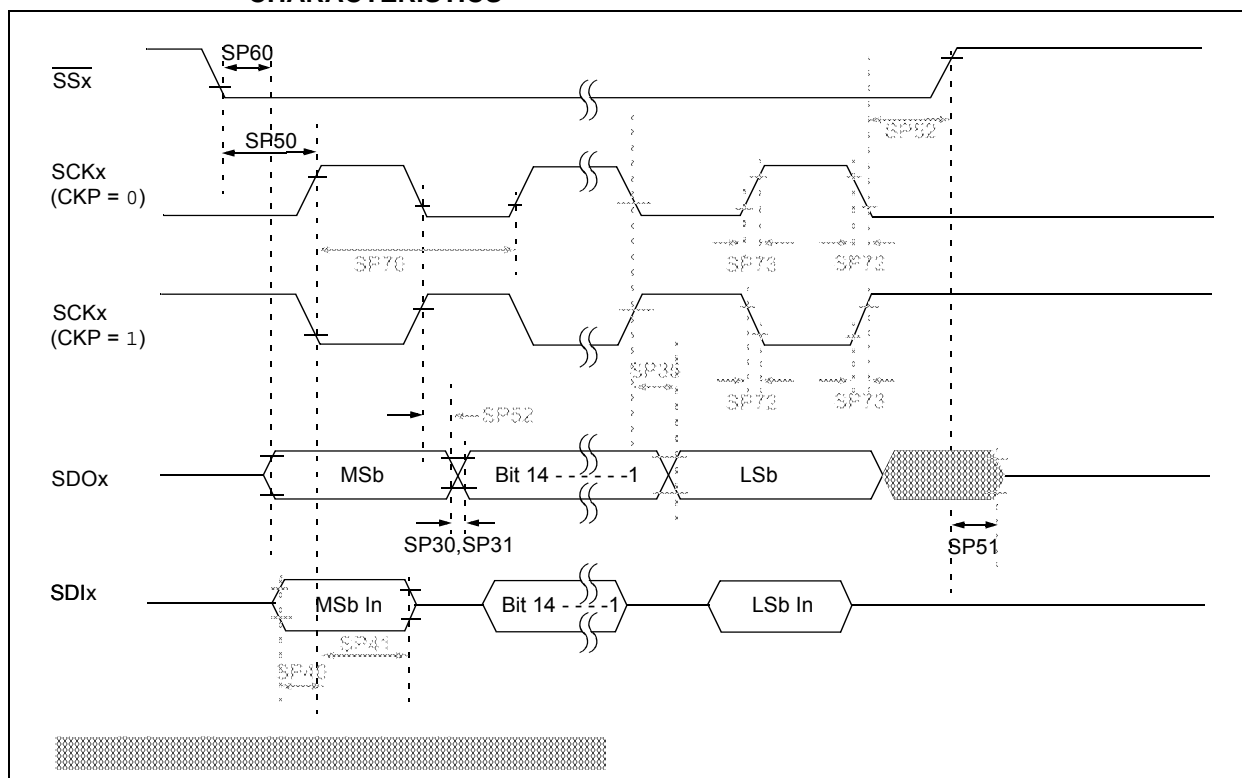 SP60
SSx
SP50
SP52
SCKx
(CKP = 0)
SP70
SP73
SP72
SCKx
(CKP = 1)
SP35
SP72
SP73
SP52
SDOx
MSb
Bit 14 - - - - - -1
LSb
SP30,SP31
SP51
SDIx
MSb In
Bit 14 - - - - -1
LSb In
SP41
SP40